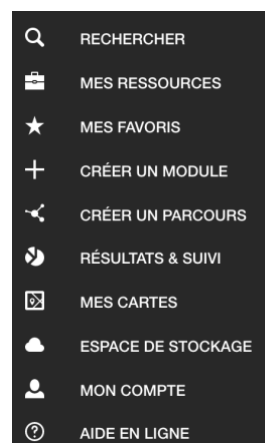 RECHERCHER
MES RESSOURCES
MES FAVORIS
CRÉER UN MODULE
CRÉER UN PARCOURS
RÉSULTATS & SUIVI
MES CARTES
ESPACE DE STOCKAGE
MON COMPTE
AIDE EN LIGNE